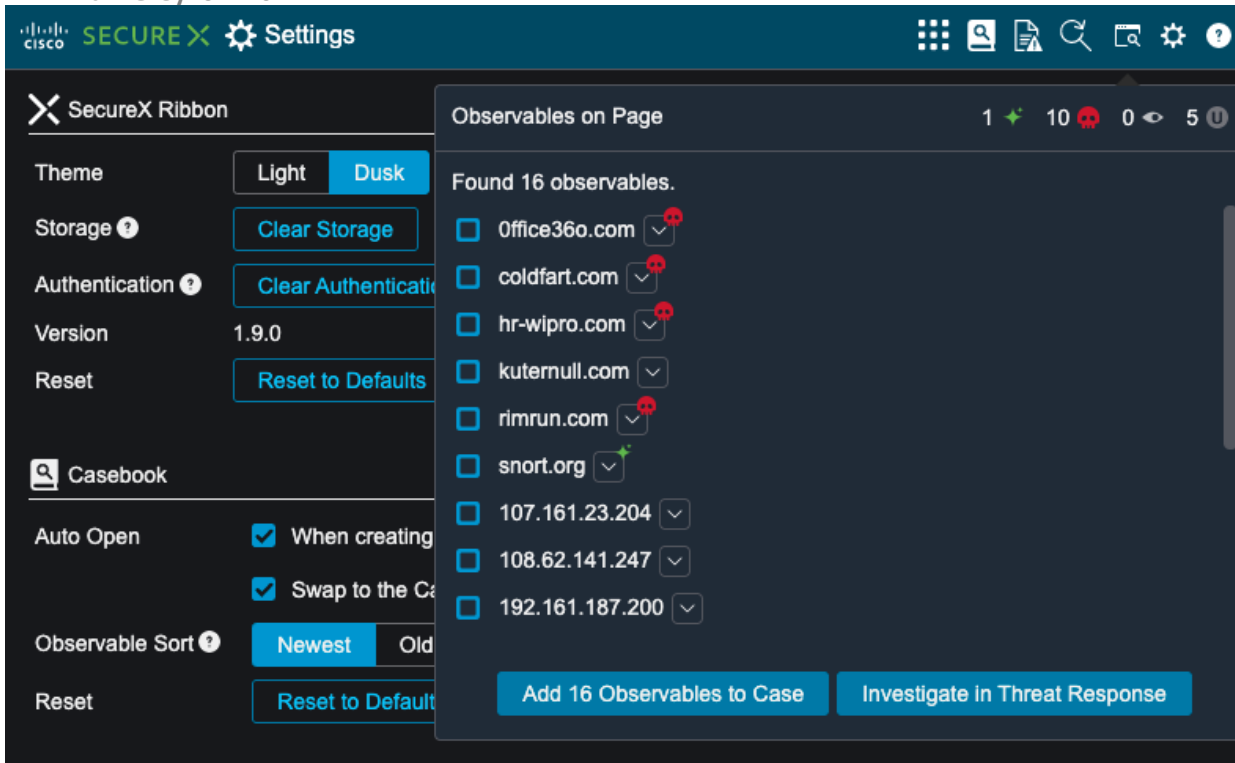 cisco SECURE X Settings
SecureX Ribbon
Theme Light Dusk
Storage Clear Storage
Authentication Clear
Version 1.9.0
Reset Reset to Defaults
Casebook
Auto Open When creating
Swap to the
Observable Sort Newest
Reset Reset to
Observables on Page 1 10 0 5 U
Found 16 observables.
0ffice36o.com
coldfart.com
hr-wipro.com
kuternull.com
rimrun.com
snort.org
107.161.23.204
108.62.141.247
192.161.187.200
Add 16 Observables to Case Investigate in Threat Response